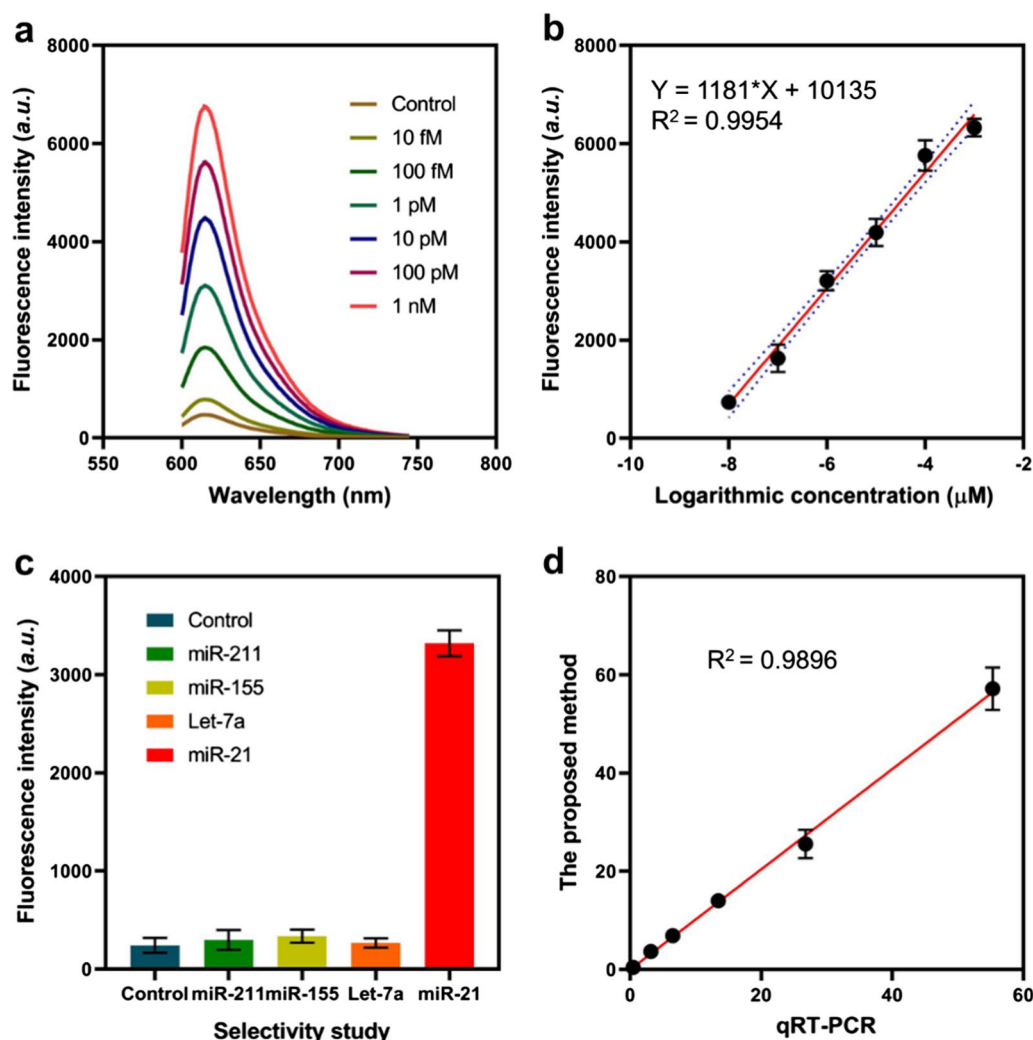 a
Fluorescence intensity (a.u.)
8000
6000
4000
2000
0
Control
10 fM
100 fM
1 pM
10 pM
100 pM
1 nM
550
600
650
700
750
800
Wavelength (nm)
b
Fluorescence intensity (a.u.)
8000
6000
4000
2000
0
Y = 1181*X + 10135
R² = 0.9954
-10
-8
-6
-4
-2
Logarithmic concentration (μM)
c
Fluorescence intensity (a.u.)
4000
3000
2000
1000
0
Control
miR-211
miR-155
Let-7a
miR-21
Control
miR-211
miR-155
Let-7a
miR-21
Selectivity study
d
The proposed method
80
60
40
20
0
R² = 0.9896
0
20
40
60
qRT-PCR